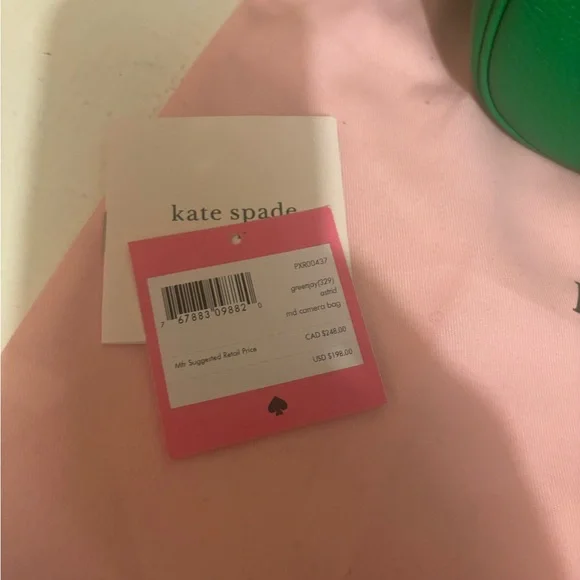 kate spade
PXR00437
greenjay(329)
astrid
md camera bag
7 67883 09882 0
CAD $248.00
Mfr Suggested Retail Price
USD $198.00